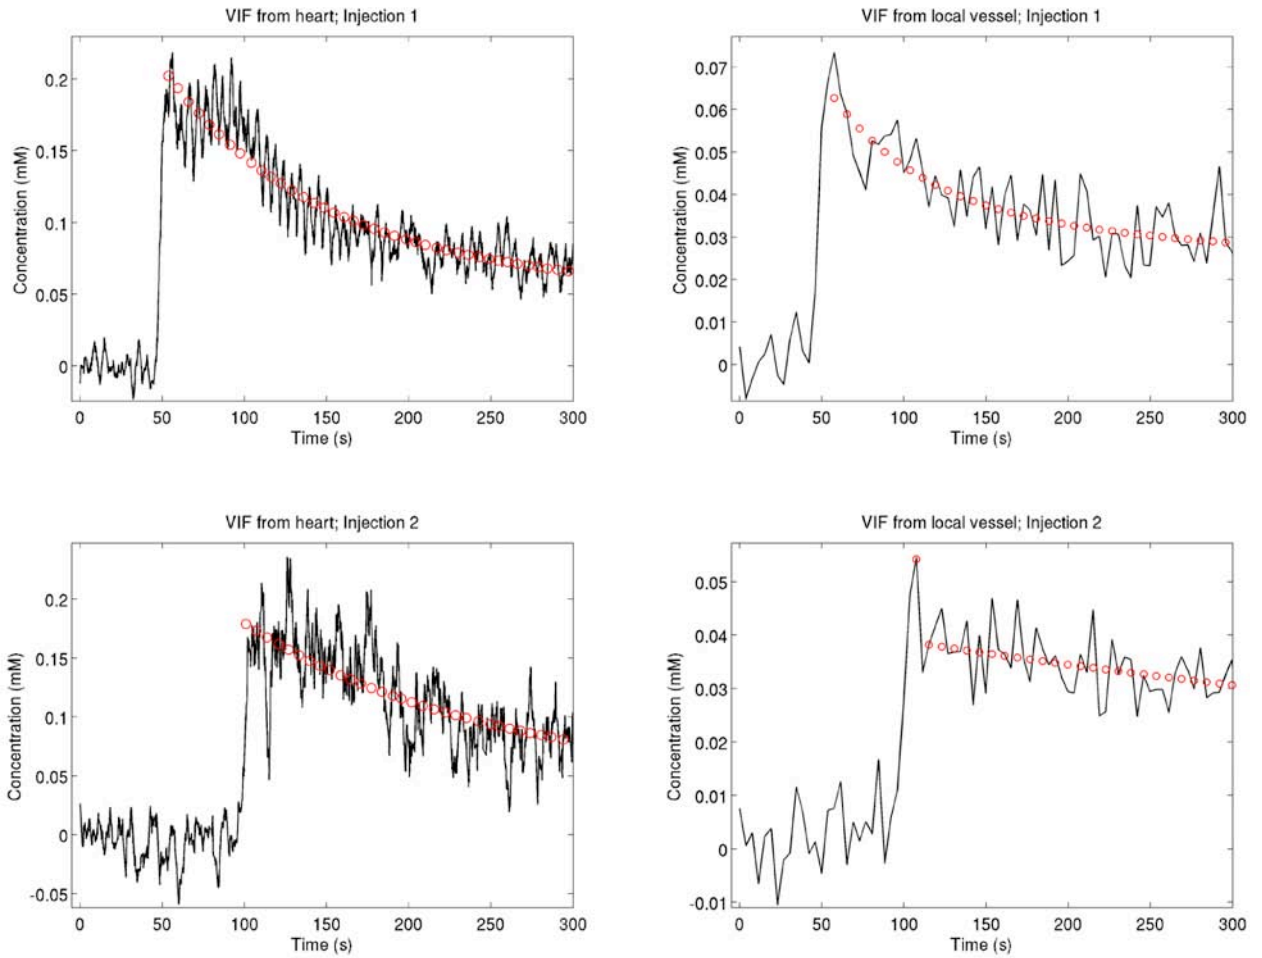 VIF from heart; Injection 1
Concentration (mM)
0.2
0.15
0.1
0.05
0
0 50 100 150 200 250 300
Time (s)
VIF from local vessel; Injection 1
Concentration (mM)
0.07
0.06
0.05
0.04
0.03
0.02
0.01
0
0 50 100 150 200 250 300
Time (s)
VIF from heart; Injection 2
Concentration (mM)
0.2
0.15
0.1
0.05
0
-0.05
0 50 100 150 200 250 300
Time (s)
VIF from local vessel; Injection 2
Concentration (mM)
0.05
0.04
0.03
0.02
0.01
0
-0.01
0 50 100 150 200 250 300
Time (s)